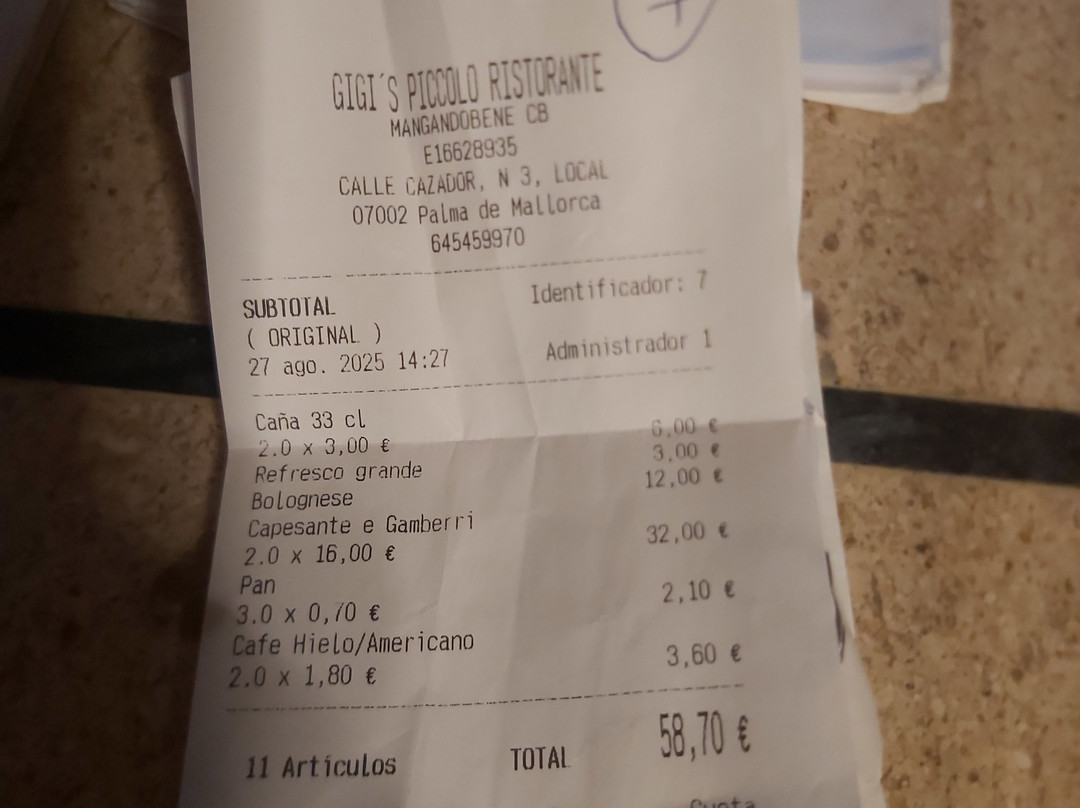 GIGI´S PICCOLO RISTORANTE
MANGANDOBENE CB
E16628935
CALLE CAZADOR, N 3, LOCAL
07002 Palma de Mallorca
645459970
SUBTOTAL Identificador: 7
( ORIGINAL )
27 ago. 2025 14:27 Administrador 1
Caña 33 cl
2.0 x 3,00 € 6,00 €
Refresco grande 3,00 €
Bolognese 12,00 €
Capesante e Gamberri
2.0 x 16,00 € 32,00 €
Pan
3.0 x 0,70 € 2,10 €
Cafe Hielo/Americano
2.0 x 1,80 € 3,60 €
11 Artículos TOTAL 58,70 €
Cuota